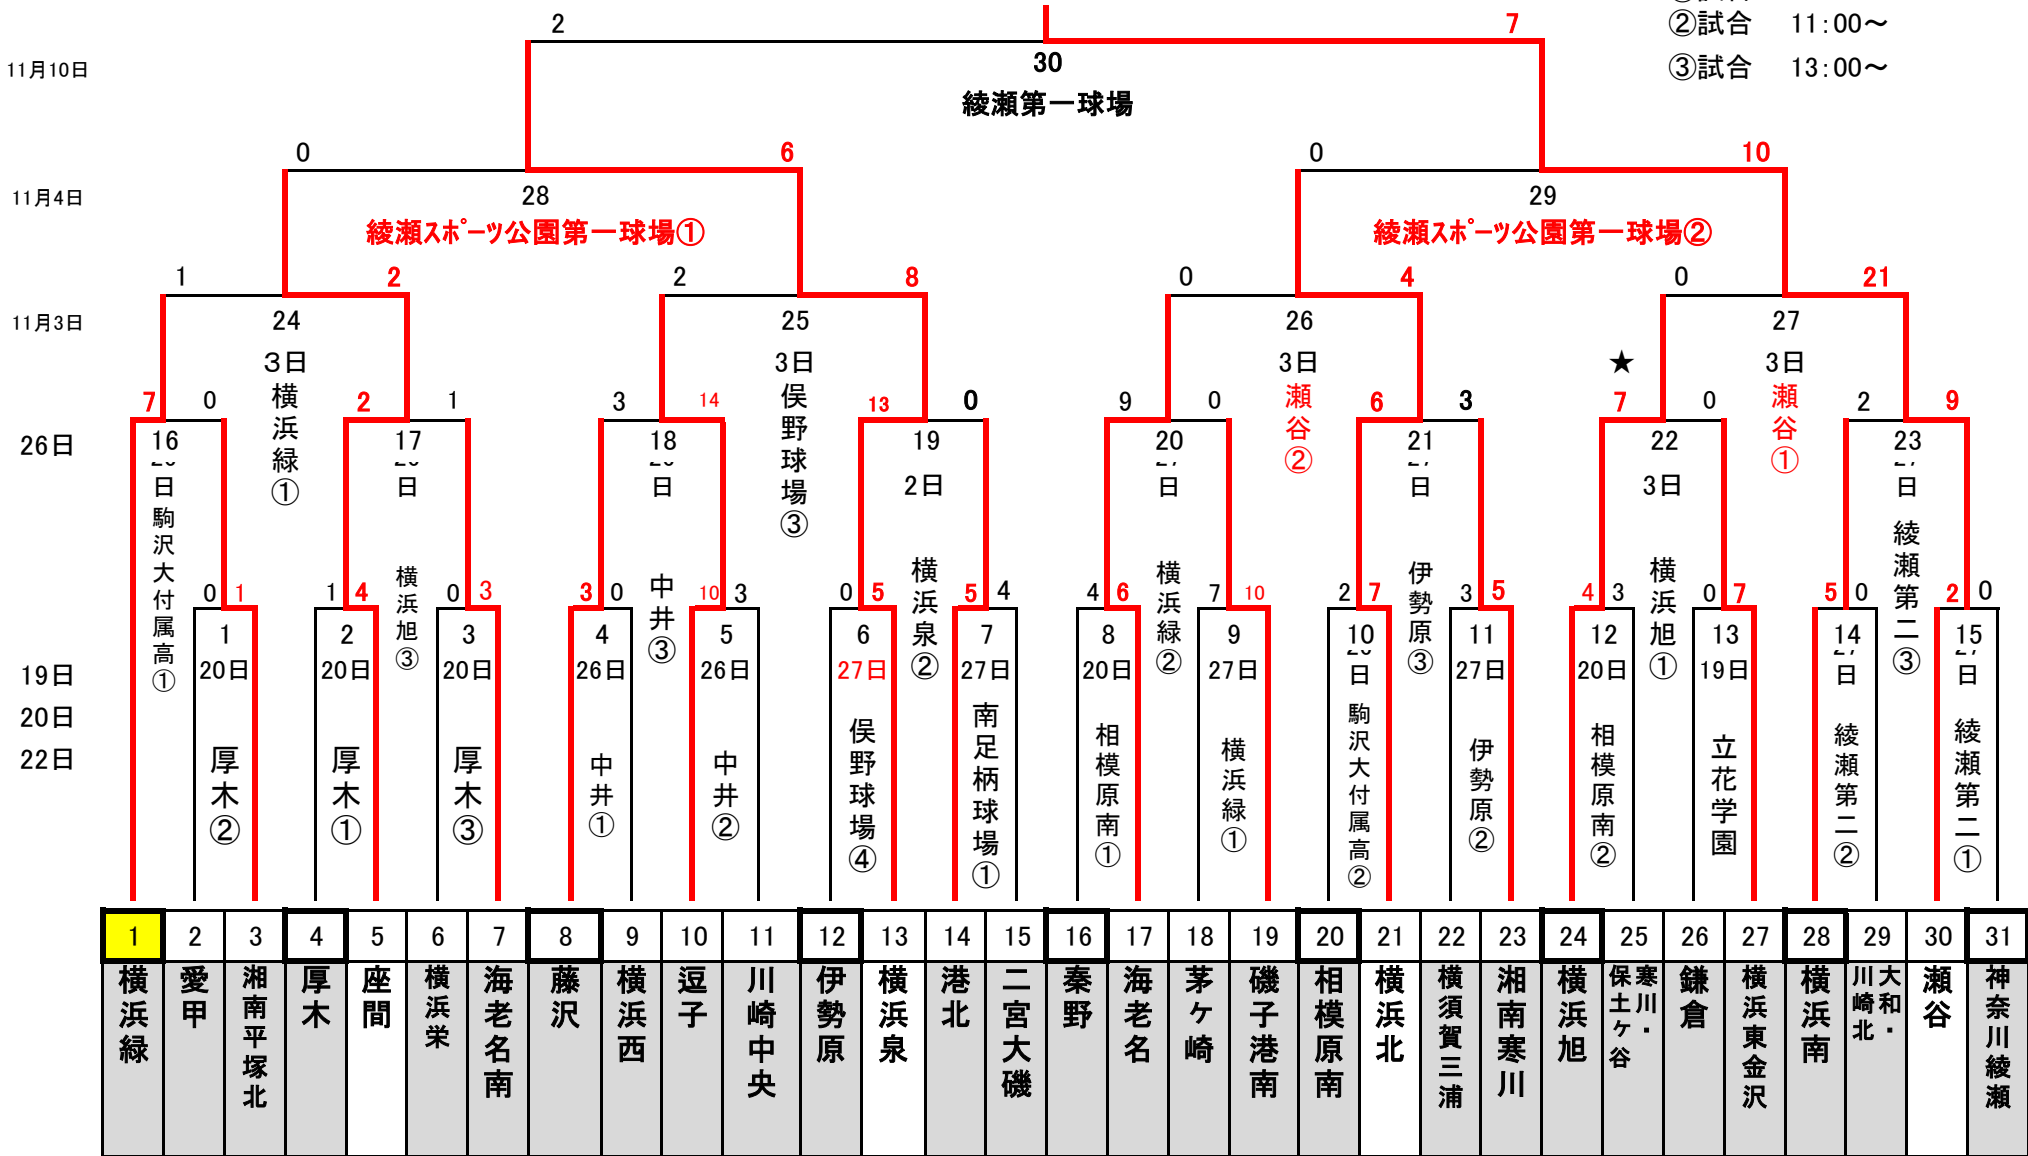 ②試合 11:00～
③試合 13:00～
2 7
11月10日
30
綾瀬第一球場
0 6 0 10
11月4日
28 29
綾瀬スポーツ公園第一球場① 綾瀬スポーツ公園第一球場②
1 2 2 8 0 4 0 21
11月3日
24 25 26 27
3日 3日 3日 ★ 3日
横浜緑① 俣野球場③ 瀬谷② 瀬谷①
7 0 2 1 3 14 13 0 9 0 6 3 7 0 2 9
26日
16 17 18 19 20 21 22 23
日 日 日 2日 日 日 3日 日
駒沢大付属高① 横浜旭③ 中井③ 横浜泉② 横浜緑② 伊勢原③ 横浜旭① 綾瀬第二③
0 1 1 4 0 3 3 0 10 3 0 5 5 4 4 6 7 10 2 7 3 5 4 3 0 7 5 0 2 0
1 2 3 4 5 6 7 8 9 10 11 12 13 14 15
19日
20日 20日 20日 26日 26日 27日 27日 20日 27日 日 27日 20日 19日 日 日
20日
22日
厚木② 厚木① 厚木③ 中井① 中井② 俣野球場④ 南足柄球場① 相模原南① 横浜緑① 駒沢大付属高② 伊勢原② 相模原南② 立花学園 綾瀬第二② 綾瀬第二①
1 2 3 4 5 6 7 8 9 10 11 12 13 14 15 16 17 18 19 20 21 22 23 24 25 26 27 28 29 30 31
横浜緑
愛甲
湘南平塚北
厚木
座間
横浜栄
海老名南
藤沢
横浜西
逗子
川崎中央
伊勢原
横浜泉
港北
二宮大磯
秦野
海老名
茅ケ崎
磯子港南
相模原南
横浜北
横須賀三浦
湘南寒川
横浜旭
寒川・
保土ケ谷
鎌倉
横浜東金沢
横浜南
大和・
川崎北
瀬谷
神奈川綾瀬